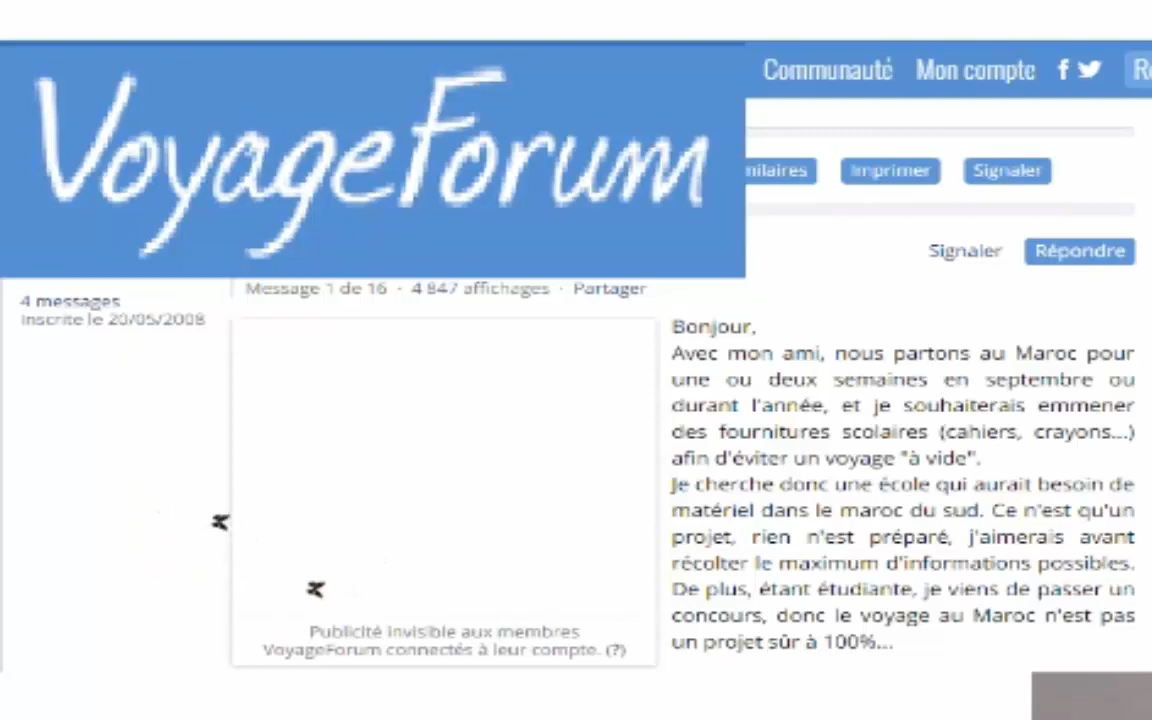 VoyageForum
Communauté Mon compte
Imprimer Signaler
Signaler Répondre
Message 1 de 16 · 4 847 affichages · Partager
4 messages
Inscrite le 20/05/2008
Bonjour,
Avec mon ami, nous partons au Maroc pour
une ou deux semaines en septembre ou
durant l'année, et je souhaiterais emmener
des fournitures scolaires (cahiers, crayons...)
afin d'éviter un voyage "à vide".
Je cherche donc une école qui aurait besoin de
matériel dans le maroc du sud. Ce n'est qu'un
projet, rien n'est préparé, j'aimerais avant
récolter le maximum d'informations possibles.
De plus, étant étudiante, je viens de passer un
concours, donc le voyage au Maroc n'est pas
un projet sûr à 100%...
Publicité invisible aux membres
VoyageForum connectés à leur compte. (?)